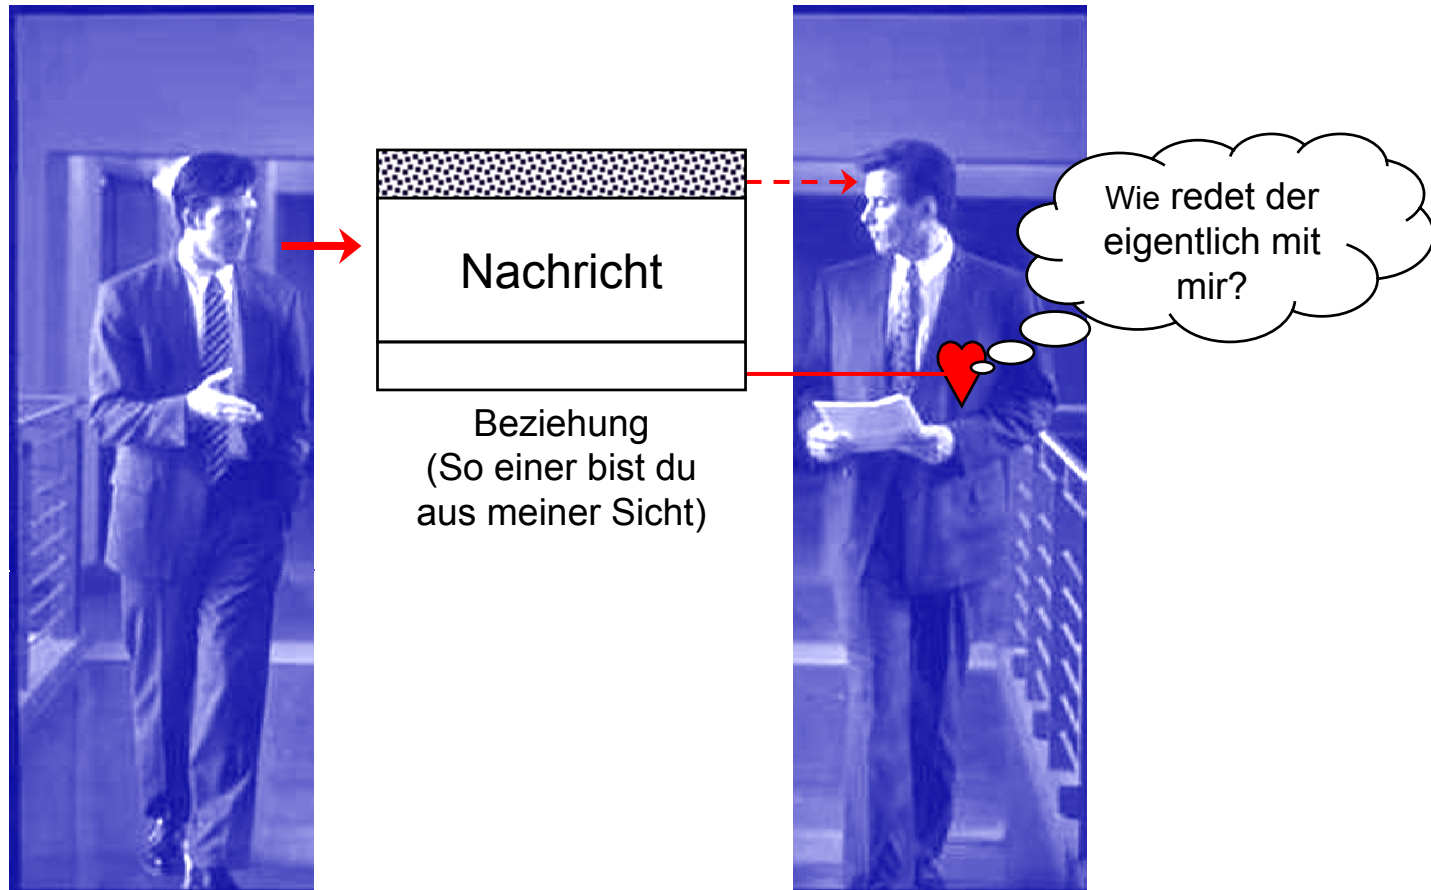 Nachricht
Beziehung
(So einer bist du
aus meiner Sicht)
Wie redet der
eigentlich mit
mir?